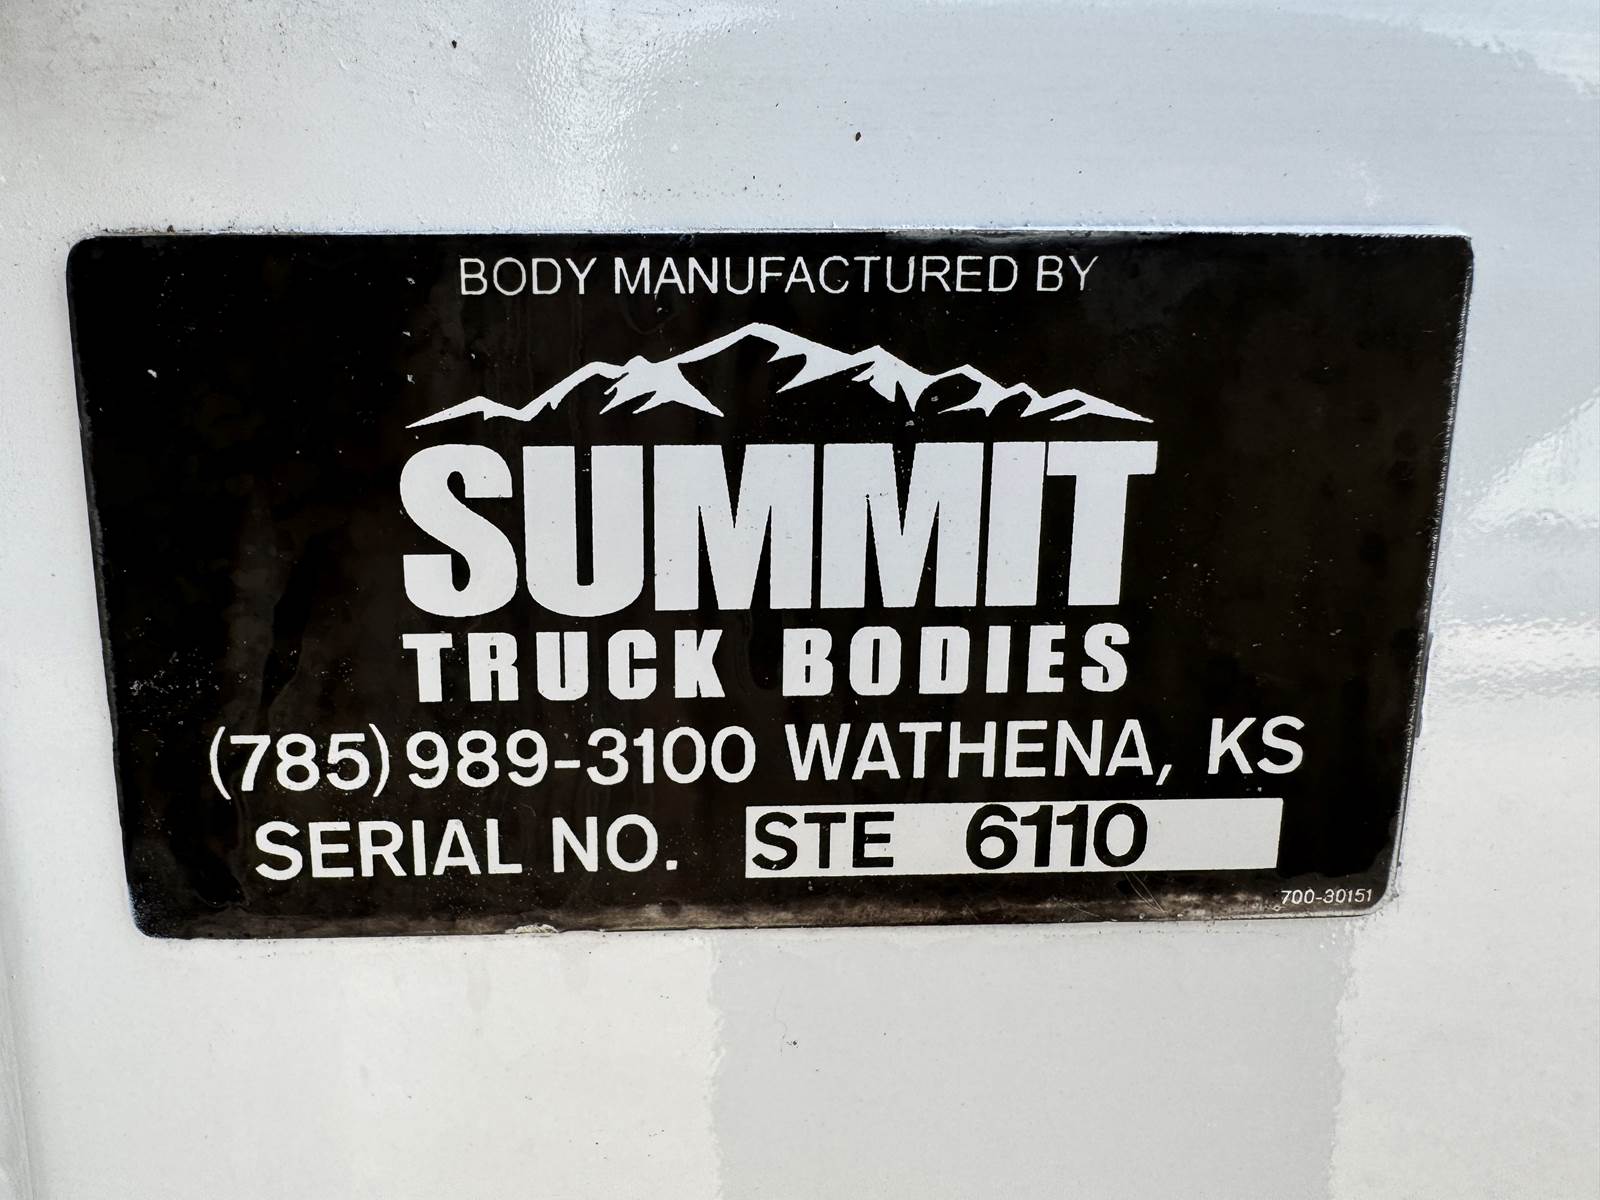 BODY MANUFACTURED BY
SUMMIT
TRUCK BODIES
(785) 989-3100 WATHENA, KS
SERIAL NO. STE 6110
700-30151